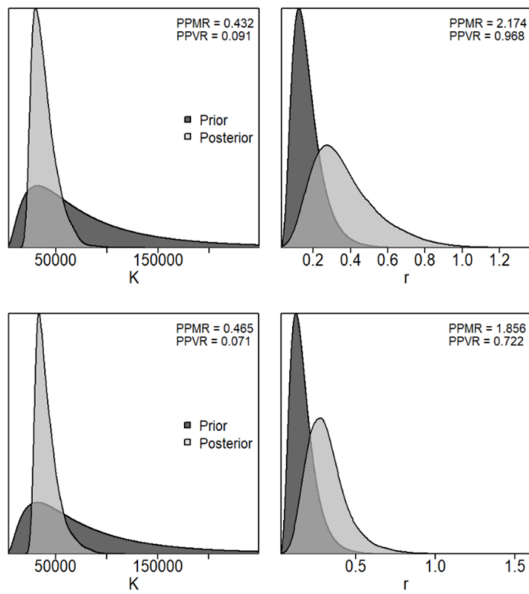 PPMR = 0.432
PPVR = 0.091
Prior
Posterior
50000 150000
K
PPMR = 2.174
PPVR = 0.968
0.2 0.4 0.6 0.8 1.0 1.2
r
PPMR = 0.465
PPVR = 0.071
Prior
Posterior
50000 150000
K
PPMR = 1.856
PPVR = 0.722
0.5 1.0 1.5
r